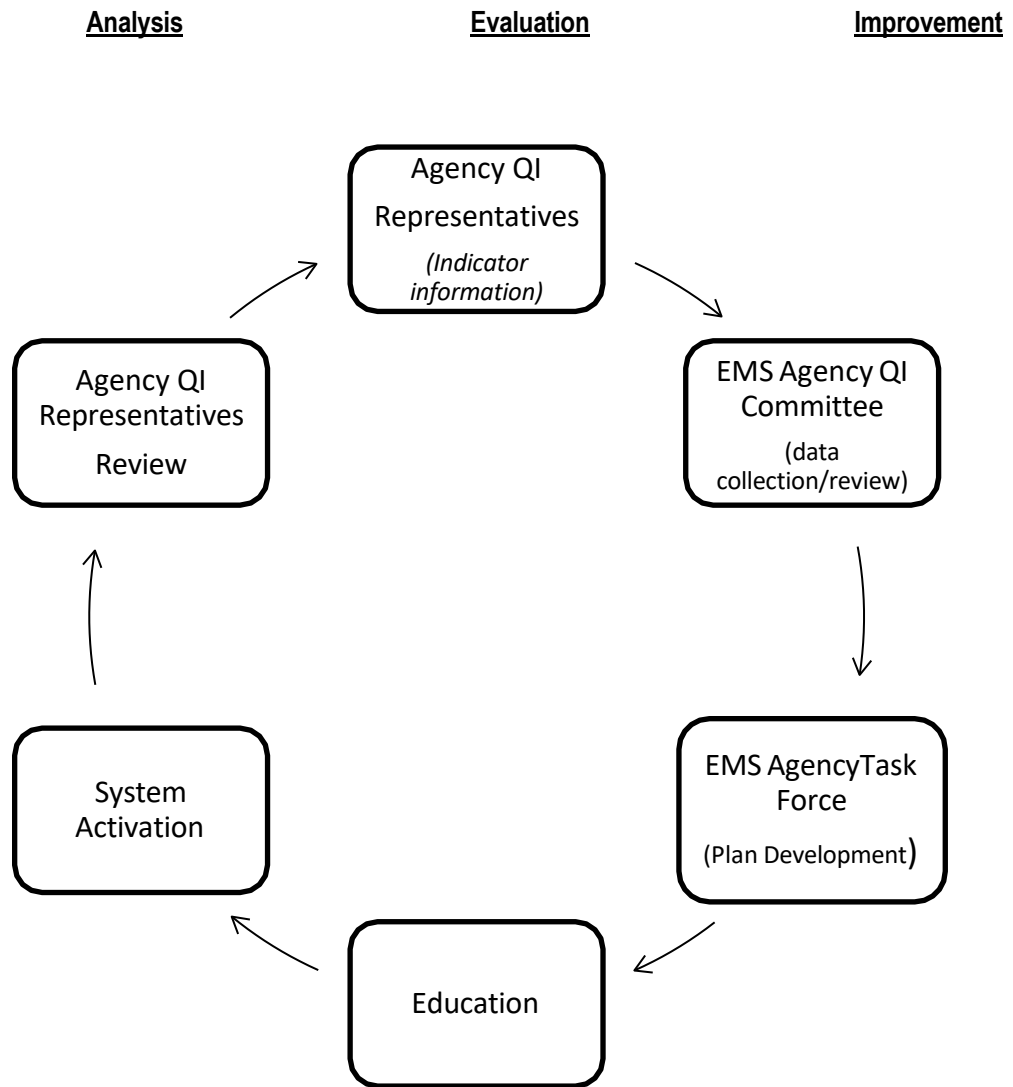 Analysis
Evaluation
Improvement
Agency QI
Representatives
(Indicator
information)
EMS Agency QI
Committee
(data
collection/review)
EMS AgencyTask
Force
(Plan Development)
Education
System
Activation
Agency QI
Representatives
Review